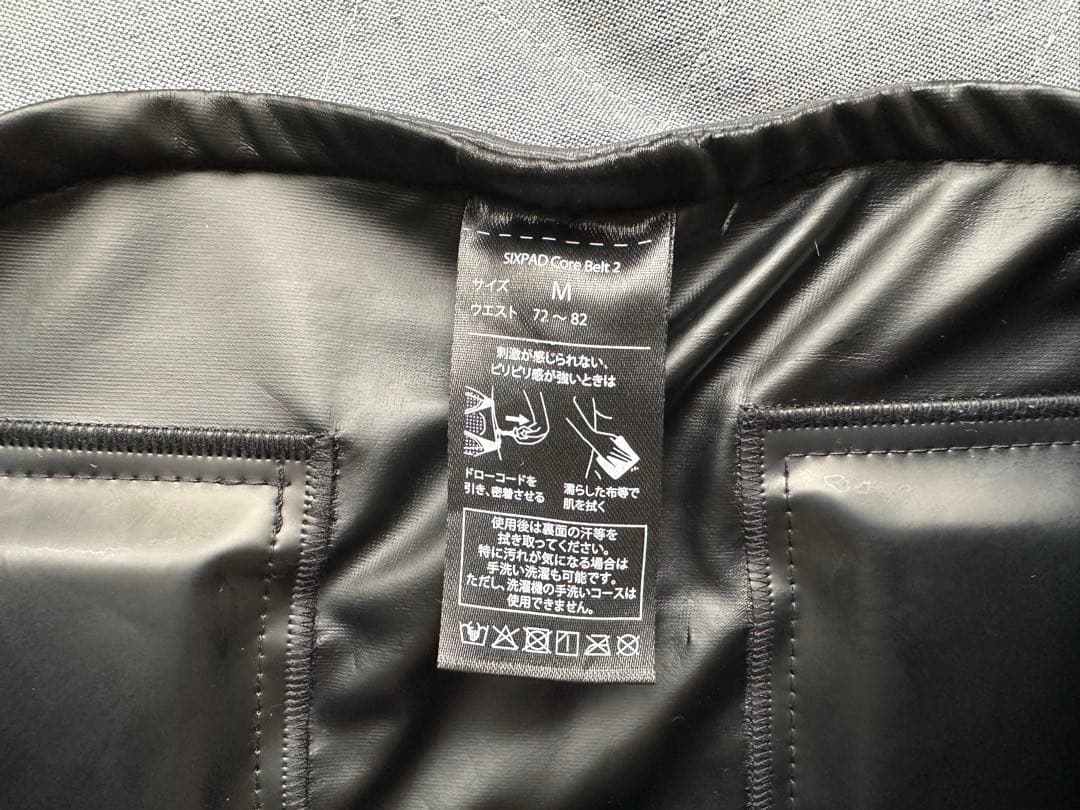 SIXPAD Core Belt 2
サイズ M
ウエスト 72～82
刺激が感じられない、
ピリピリ感が強いときは
ドローコードを
引き、密着させる
濡らした布等で
肌を拭く
使用後は裏面の汗等を
拭き取ってください。
特に汚れが気になる場合は
手洗い洗濯も可能です。
ただし、洗濯機の手洗いコースは
使用できません。